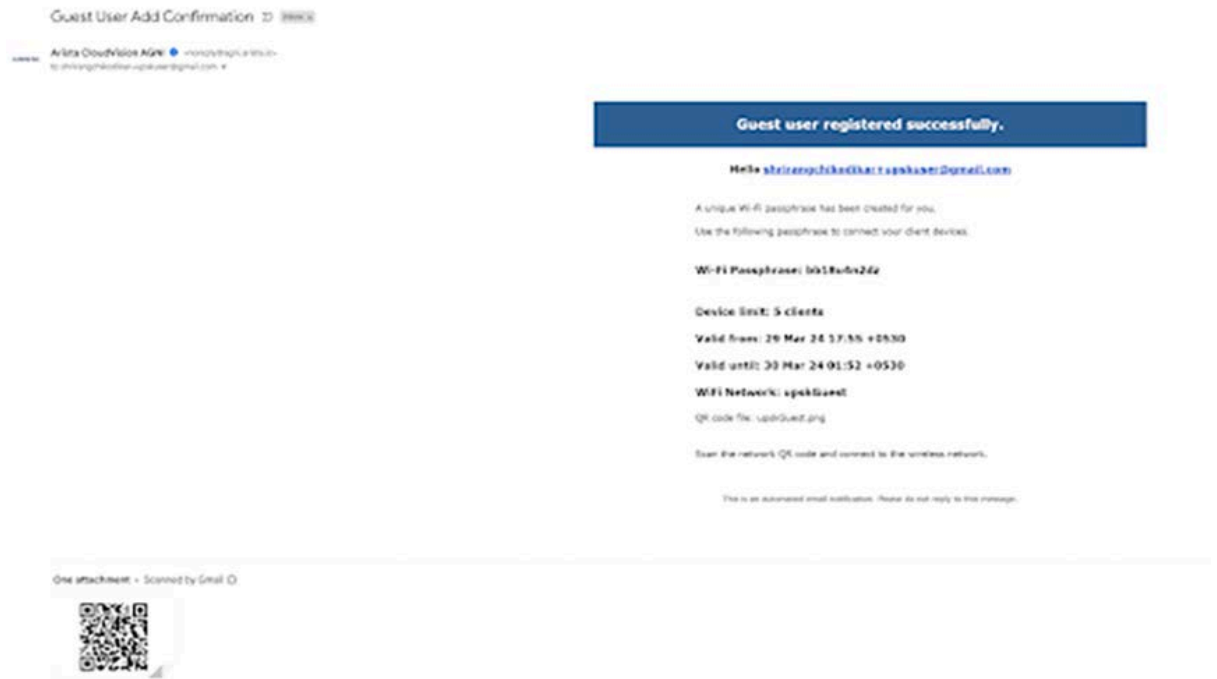 Guest User Add Confirmation
Arista CloudVision AGNI
Guest user registered successfully.
Hello shrirangchikodikar+upskuser@gmail.com
A unique Wi-Fi passphrase has been created for you.
Use the following passphrase to connect your client devices.
Wi-Fi Passphrase:
Device limit: 5 clients
Valid from: 29 Mar 24 17:55 +0530
Valid until: 30 Mar 24 01:52 +0530
WiFi Network: upskGuest
QR code file: upskGuest.png
Scan the network QR code and connect to the wireless network.
This is an automated email notification. Please do not reply to this message.
One attachment • Scanned by Gmail